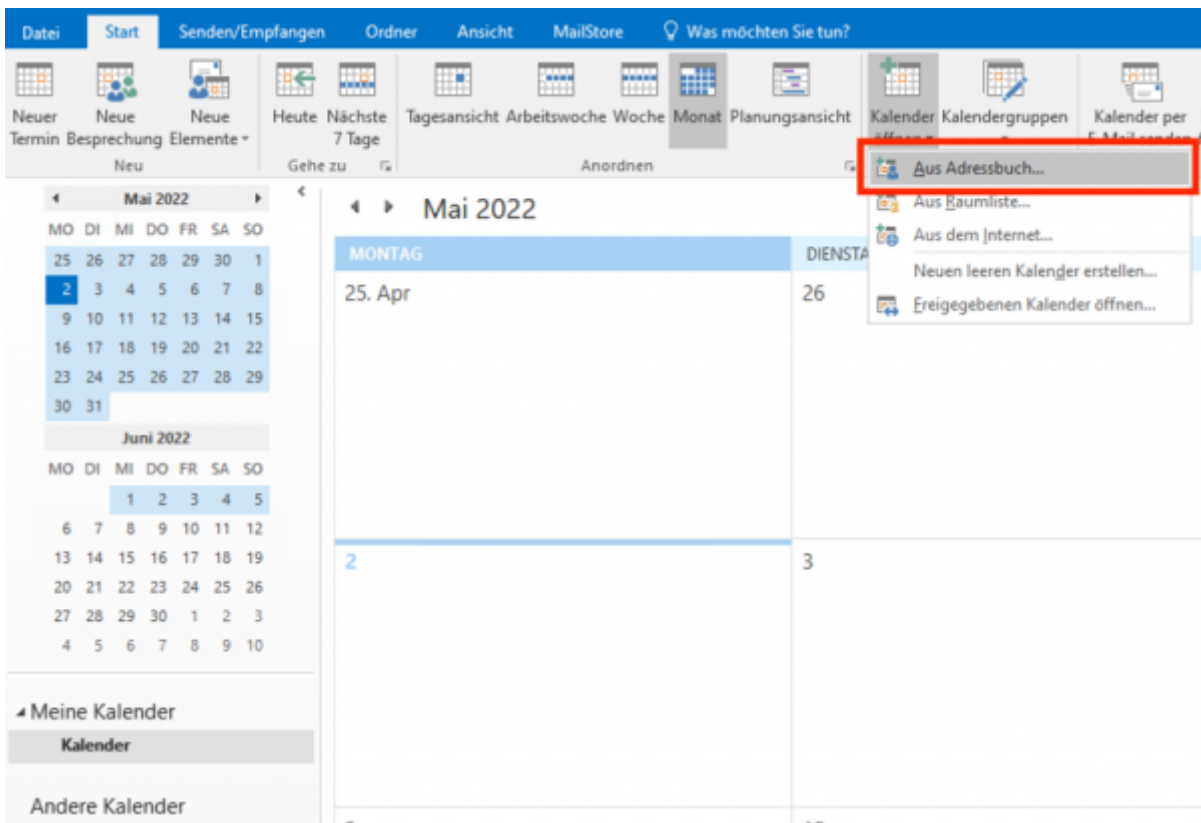 Datei Start Senden/Empfangen Ordner Ansicht MailStore Was möchten Sie tun?
Neuer Neue Neue Heute Nächste Tagesansicht Arbeitswoche Woche Monat Planungsansicht Kalender Kalendergruppen Kalender per
Termin Besprechung Elemente 7 Tage öffnen E-Mail senden
Neu Gehe zu Anordnen
Aus Adressbuch...
Aus Raumliste...
Aus dem Internet...
Neuen leeren Kalender erstellen...
Freigegebenen Kalender öffnen...
Mai 2022
MO DI MI DO FR SA SO
25 26 27 28 29 30 1
2 3 4 5 6 7 8
9 10 11 12 13 14 15
16 17 18 19 20 21 22
23 24 25 26 27 28 29
30 31
Juni 2022
MO DI MI DO FR SA SO
1 2 3 4 5
6 7 8 9 10 11 12
13 14 15 16 17 18 19
20 21 22 23 24 25 26
27 28 29 30 1 2 3
4 5 6 7 8 9 10
Meine Kalender
Kalender
Andere Kalender
Mai 2022
MONTAG DIENSTA
25. Apr 26
2 3